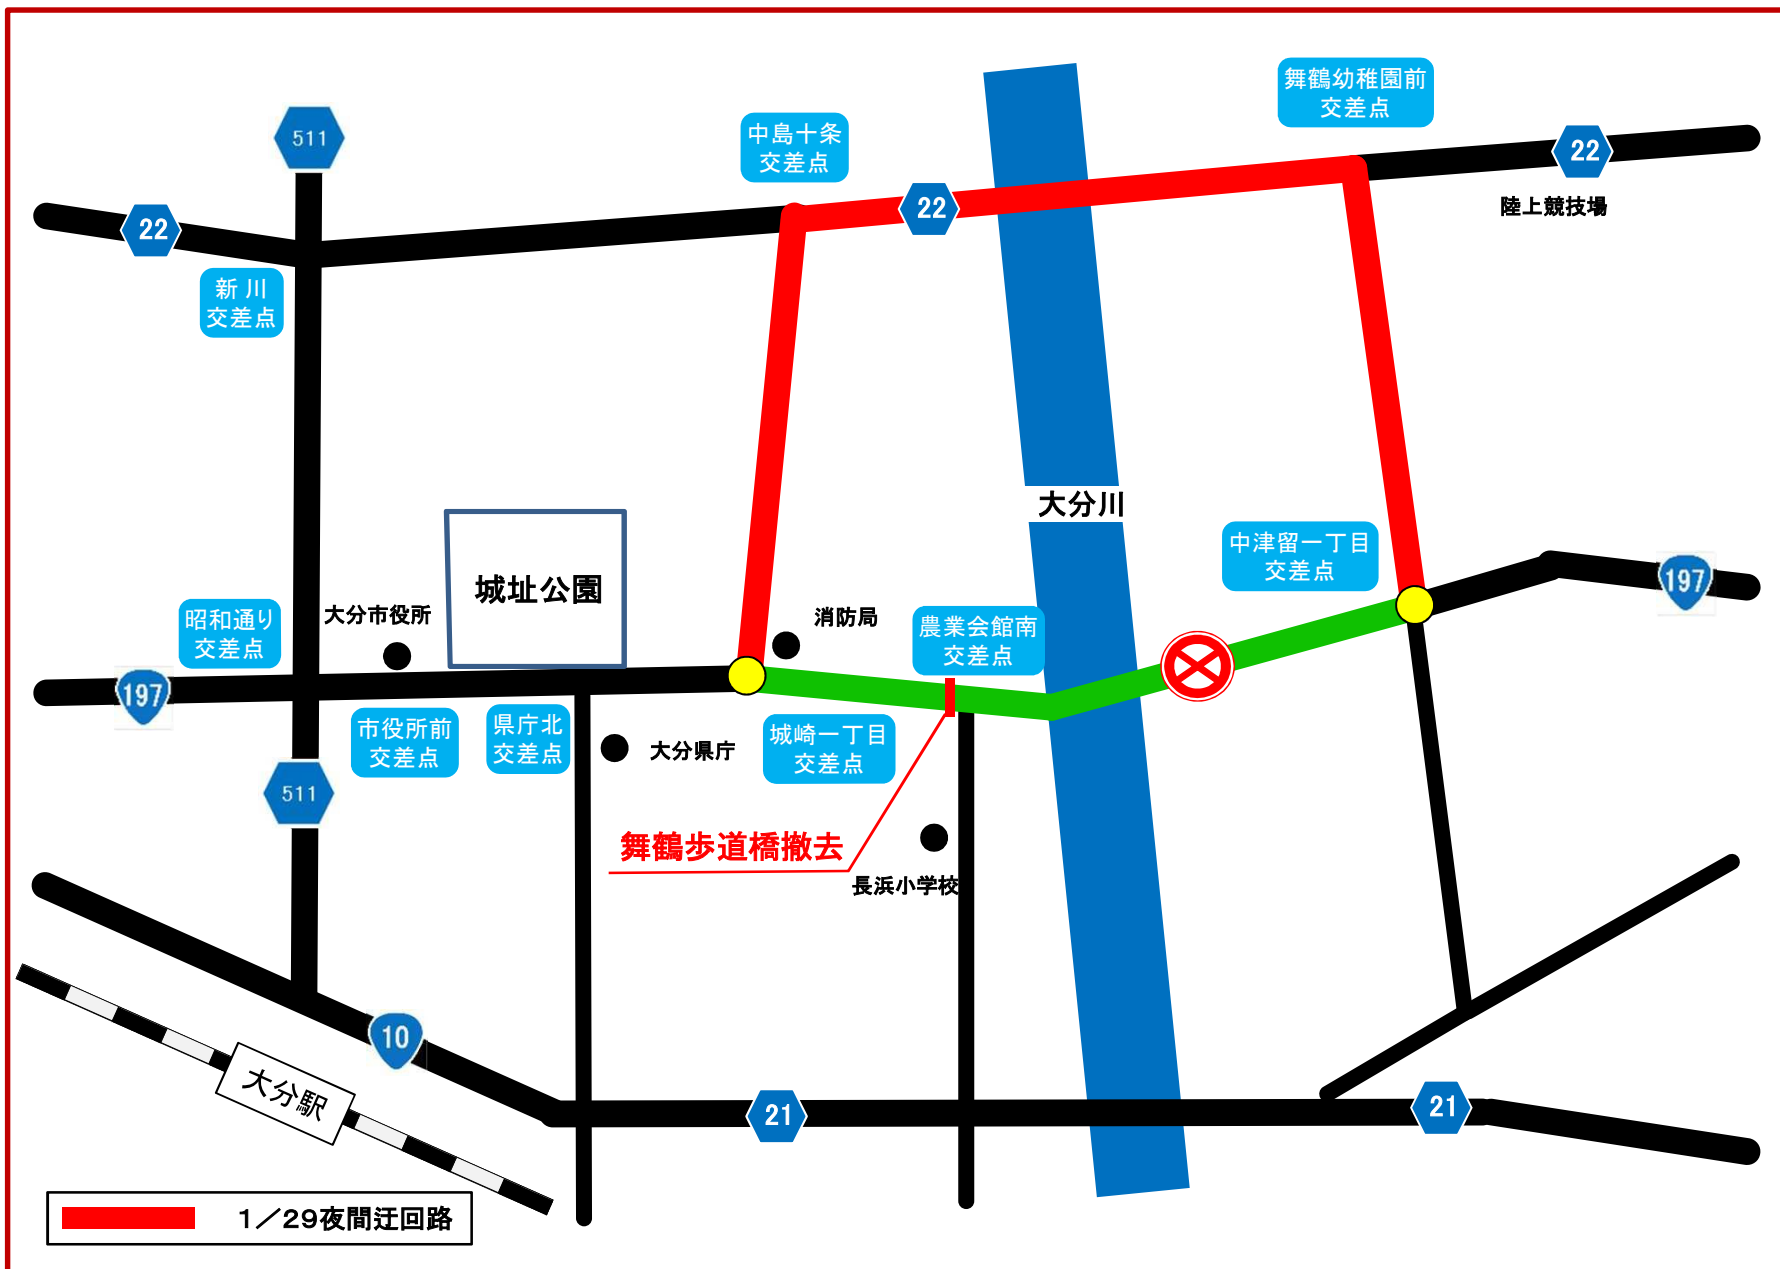 舞鶴幼稚園前
交差点
511
中島十条
交差点
22
22
22
陸上競技場
新川
交差点
大分川
中津留一丁目
交差点
197
城址公園
昭和通り
交差点
大分市役所
消防局
農業会館南
交差点
197
市役所前
交差点
県庁北
交差点
大分県庁
城崎一丁目
交差点
511
舞鶴歩道橋撤去
長浜小学校
10
大分駅
21
21
1/29夜間迂回路